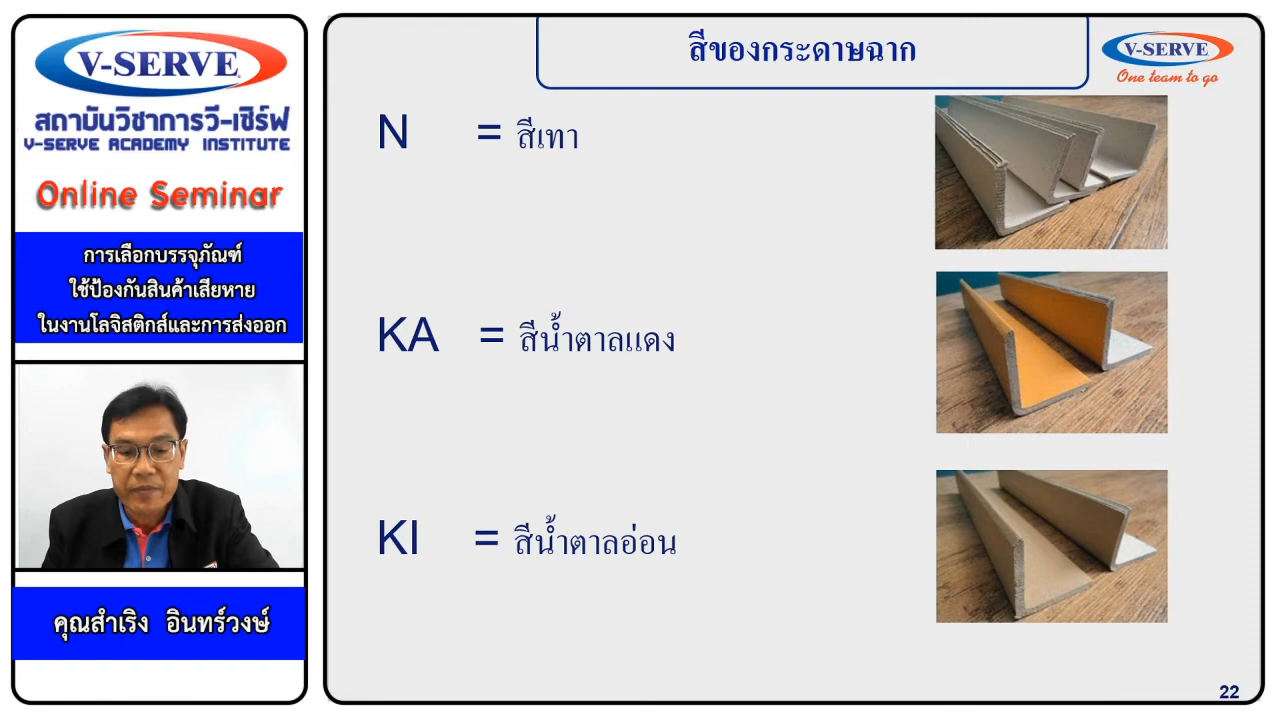 V-SERVE
สถาบันวิชาการวี-เซิร์ฟ
V-SERVE ACADEMY INSTITUTE
Online Seminar
การเลือกบรรจุภัณฑ์
ใช้ป้องกันสินค้าเสียหาย
ในงานโลจิสติกส์และการส่งออก
คุณสำเริง อินทร์วงษ์
สีของกระดาษฉาก
V-SERVE
One team to go
N = สีเทา
KA = สีน้ำตาลแดง
KI = สีน้ำตาลอ่อน
22